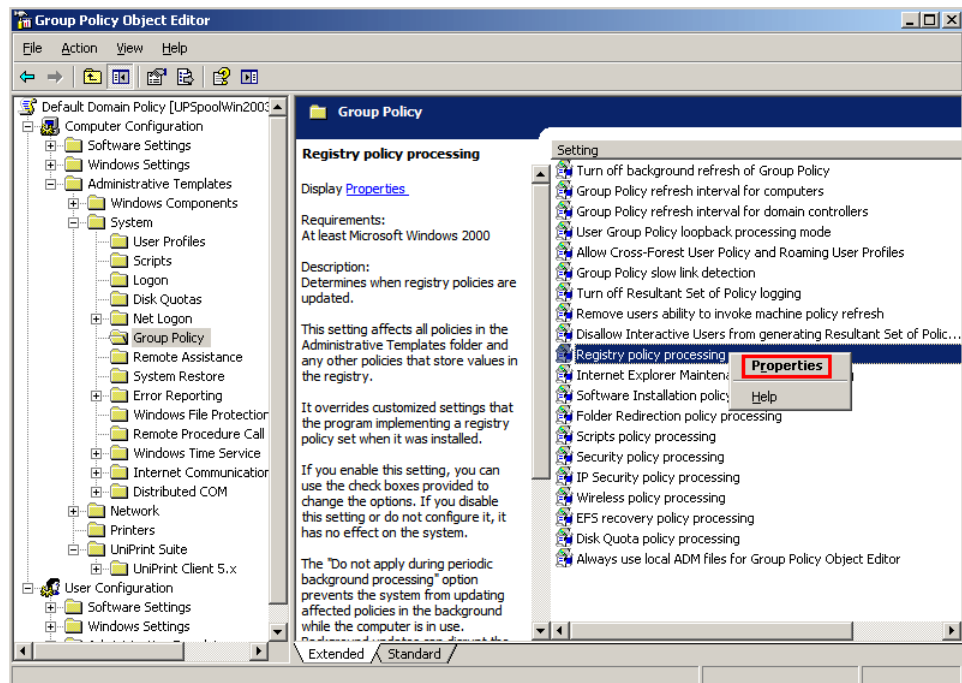 Group Policy Object Editor
File Action View Help
Default Domain Policy [UPSpoolWin2003
Computer Configuration
Software Settings
Windows Settings
Administrative Templates
Windows Components
System
User Profiles
Scripts
Logon
Disk Quotas
Net Logon
Group Policy
Remote Assistance
System Restore
Error Reporting
Windows File Protection
Remote Procedure Call
Windows Time Service
Internet Communication
Distributed COM
Network
Printers
UniPrint Suite
UniPrint Client 5.x
User Configuration
Software Settings
Windows Settings
Group Policy
Registry policy processing
Display Properties
Requirements:
At least Microsoft Windows 2000
Description:
Determines when registry policies are
updated.
This setting affects all policies in the
Administrative Templates folder and
any other policies that store values in
the registry.
It overrides customized settings that
the program implementing a registry
policy set when it was installed.
If you enable this setting, you can
use the check boxes provided to
change the options. If you disable
this setting or do not configure it, it
has no effect on the system.
The "Do not apply during periodic
background processing" option
prevents the system from updating
affected policies in the background
while the computer is in use.
Setting
Turn off background refresh of Group Policy
Group Policy refresh interval for computers
Group Policy refresh interval for domain controllers
User Group Policy loopback processing mode
Allow Cross-Forest User Policy and Roaming User Profiles
Group Policy slow link detection
Turn off Resultant Set of Policy logging
Remove users ability to invoke machine policy refresh
Disallow Interactive Users from generating Resultant Set of Polic...
Registry policy processing
Internet Explorer Mainten
Software Installation policy
Folder Redirection policy processing
Scripts policy processing
Security policy processing
IP Security policy processing
Wireless policy processing
EFS recovery policy processing
Disk Quota policy processing
Always use local ADM files for Group Policy Object Editor
Properties
Help
Extended Standard